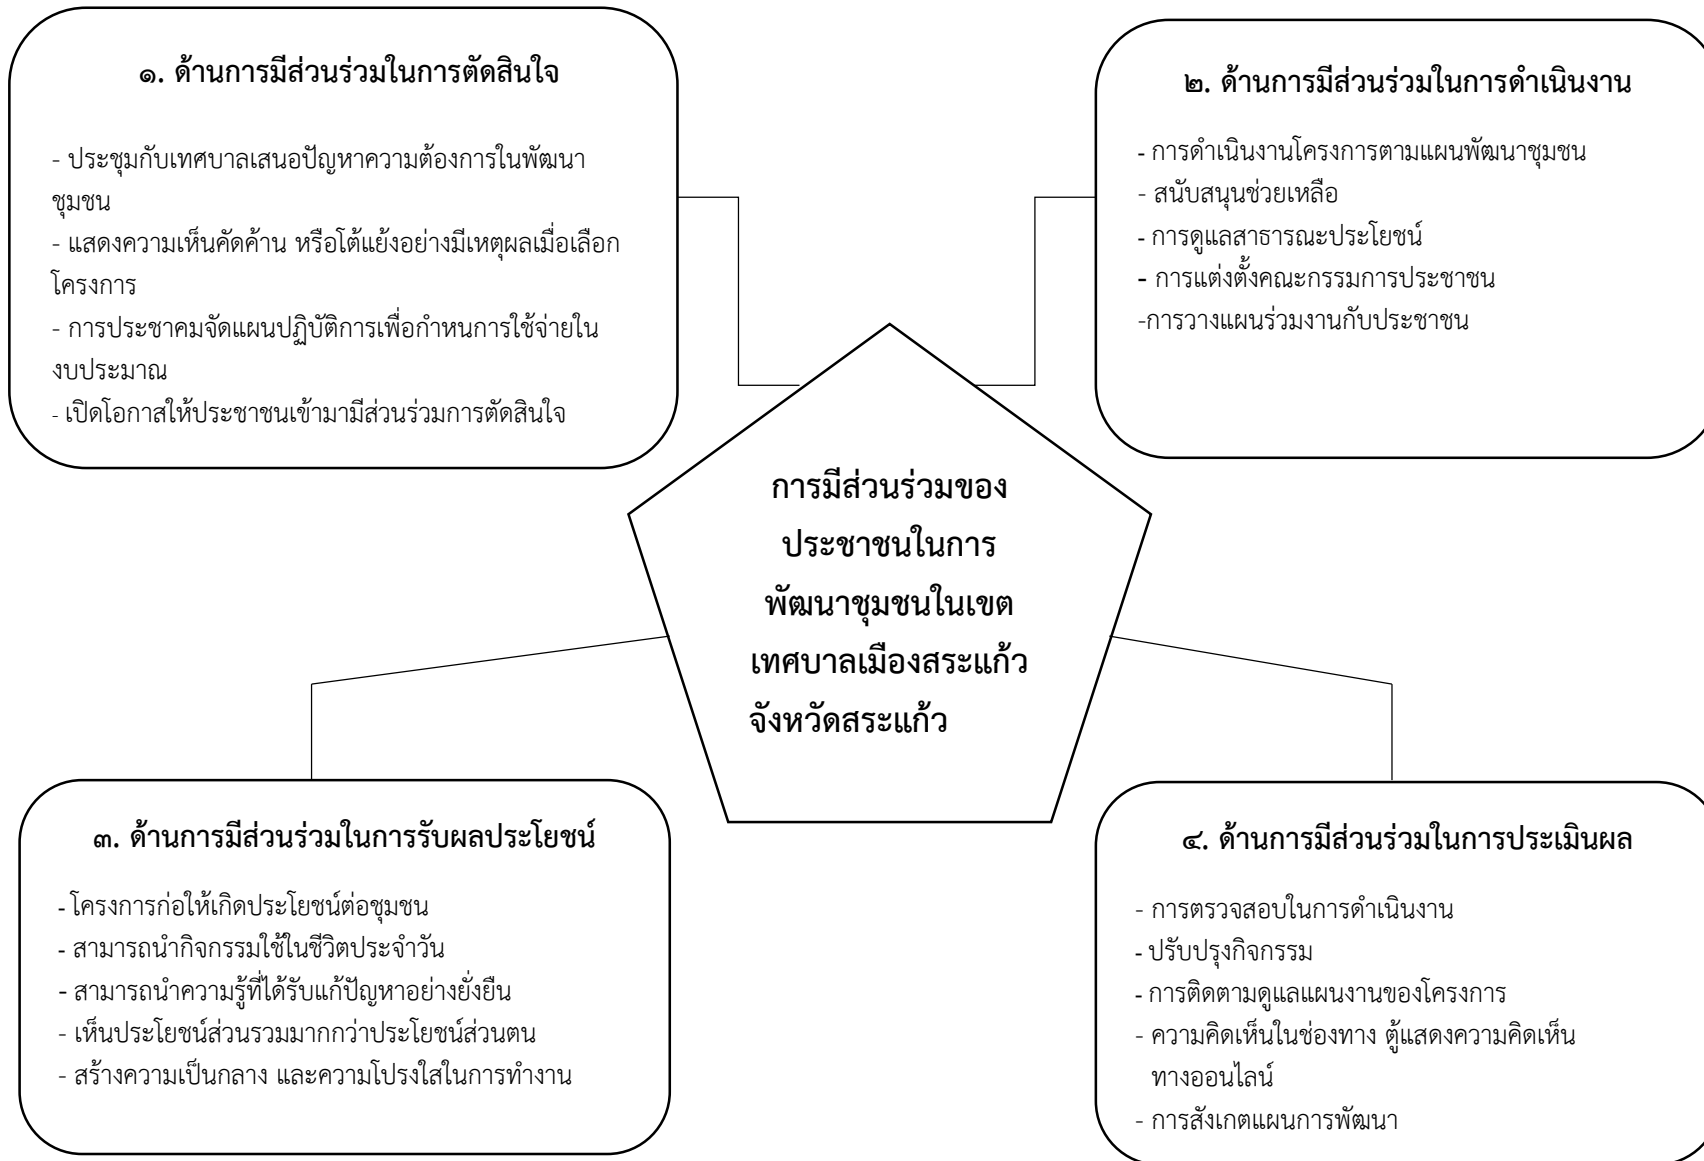 ๑. ด้านการมีส่วนร่วมในการตัดสินใจ
- ประชุมกับเทศบาลเสนอปัญหาความต้องการในพัฒนา
ชุมชน
- แสดงความเห็นคัดค้าน หรือโต้แย้งอย่างมีเหตุผลเมื่อเลือก
โครงการ
- การประชาคมจัดแผนปฏิบัติการเพื่อกำหนการใช้จ่ายใน
งบประมาณ
- เปิดโอกาสให้ประชาชนเข้ามามีส่วนร่วมการตัดสินใจ
๒. ด้านการมีส่วนร่วมในการดำเนินงาน
- การดำเนินงานโครงการตามแผนพัฒนาชุมชน
- สนับสนุนช่วยเหลือ
- การดูแลสาธารณะประโยชน์
- การแต่งตั้งคณะกรรมการประชาชน
-การวางแผนร่วมงานกับประชาชน
การมีส่วนร่วมของ
ประชาชนในการ
พัฒนาชุมชนในเขต
เทศบาลเมืองสระแก้ว
จังหวัดสระแก้ว
๓. ด้านการมีส่วนร่วมในการรับผลประโยชน์
- โครงการก่อให้เกิดประโยชน์ต่อชุมชน
- สามารถนำกิจกรรมใช้ในชีวิตประจำวัน
- สามารถนำความรู้ที่ได้รับแก้ปัญหาอย่างยั่งยืน
- เห็นประโยชน์ส่วนรวมมากกว่าประโยชน์ส่วนตน
- สร้างความเป็นกลาง และความโปรงใสในการทำงาน
๔. ด้านการมีส่วนร่วมในการประเมินผล
- การตรวจสอบในการดำเนินงาน
- ปรับปรุงกิจกรรม
- การติดตามดูแลแผนงานของโครงการ
- ความคิดเห็นในช่องทาง ตู้แสดงความคิดเห็น
ทางออนไลน์
- การสังเกตแผนการพัฒนา